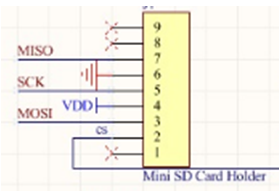 9
8
MISO 7
6
SCK 5
VDD 4
MOSI 3
cs 2
1
Mini SD Card Holder